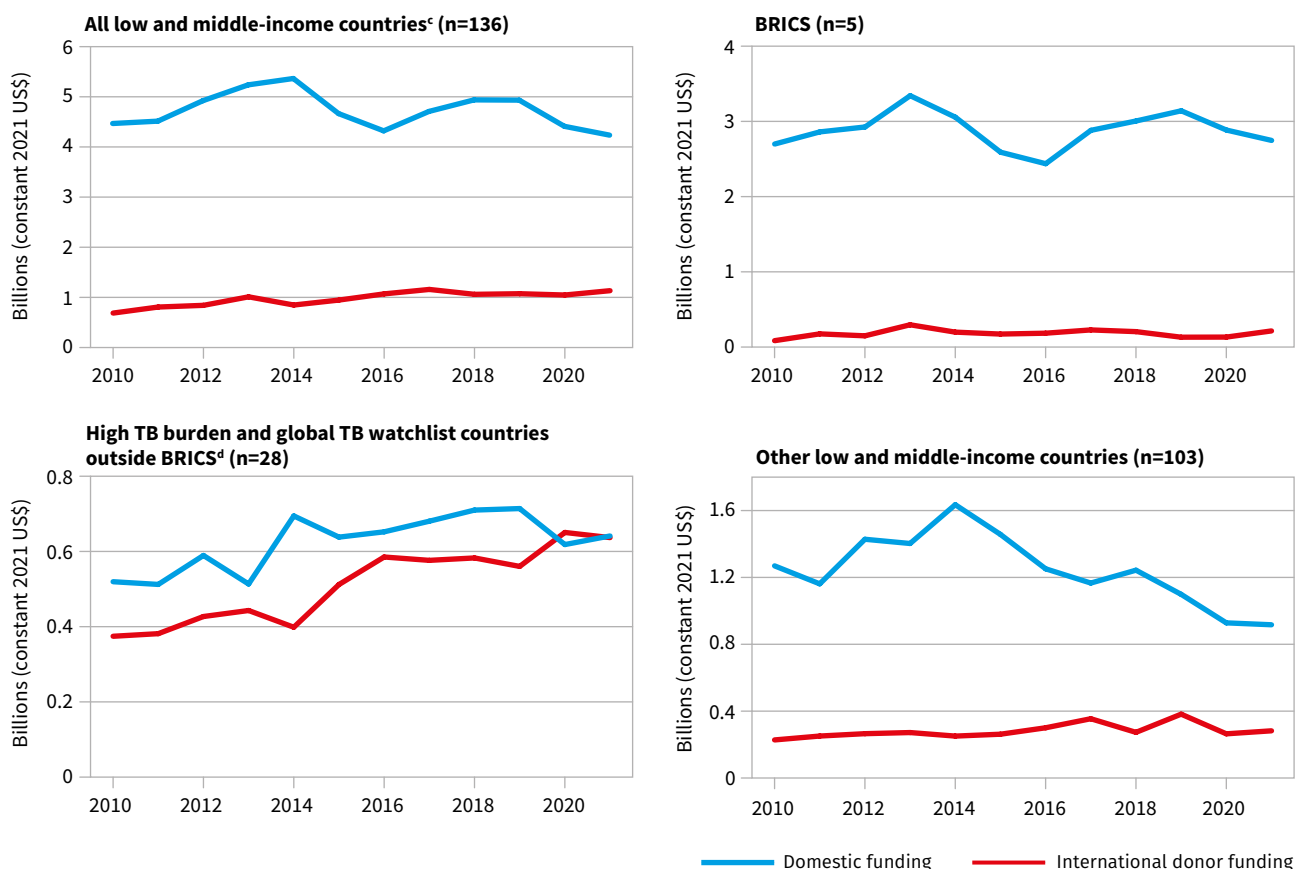 All low and middle-income countriesᶜ (n=136)
Billions (constant 2021 US$)
6
5
4
3
2
1
0
2010 2012 2014 2016 2018 2020
BRICS (n=5)
Billions (constant 2021 US$)
4
3
2
1
0
2010 2012 2014 2016 2018 2020
High TB burden and global TB watchlist countries
outside BRICSᵈ (n=28)
Billions (constant 2021 US$)
0.8
0.6
0.4
0.2
0
2010 2012 2014 2016 2018 2020
Other low and middle-income countries (n=103)
Billions (constant 2021 US$)
1.6
1.2
0.8
0.4
0
2010 2012 2014 2016 2018 2020
Domestic funding International donor funding